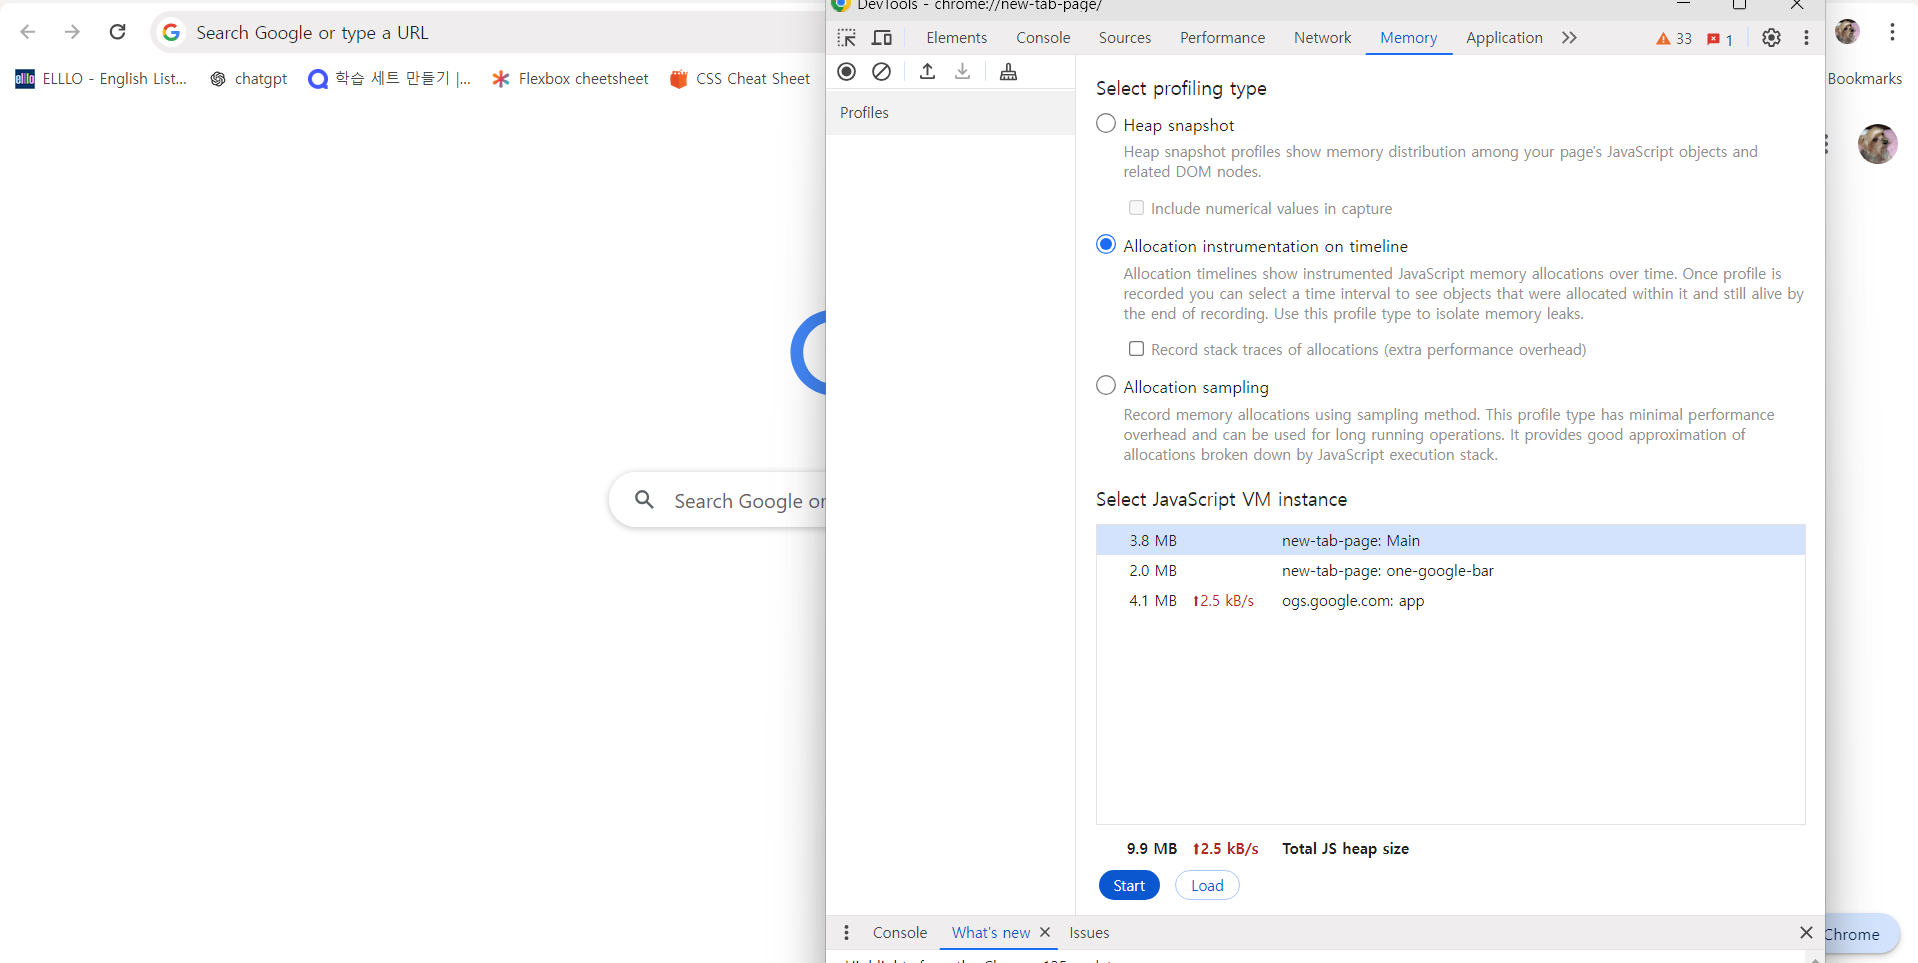 DevTools - chrome://new-tab-page/
Search Google or type a URL
Elements Console Sources Performance Network Memory Application 33 1
ELLLO - English List... chatgpt 학습 세트 만들기 |... Flexbox cheetsheet CSS Cheat Sheet
Bookmarks
Profiles
Select profiling type
Heap snapshot
Heap snapshot profiles show memory distribution among your page's JavaScript objects and
related DOM nodes.
Include numerical values in capture
Allocation instrumentation on timeline
Allocation timelines show instrumented JavaScript memory allocations over time. Once profile is
recorded you can select a time interval to see objects that were allocated within it and still alive by
the end of recording. Use this profile type to isolate memory leaks.
Record stack traces of allocations (extra performance overhead)
Allocation sampling
Record memory allocations using sampling method. This profile type has minimal performance
overhead and can be used for long running operations. It provides good approximation of
allocations broken down by JavaScript execution stack.
Search Google or
Select JavaScript VM instance
3.8 MB new-tab-page: Main
2.0 MB new-tab-page: one-google-bar
4.1 MB ⬆2.5 kB/s ogs.google.com: app
9.9 MB ⬆2.5 kB/s Total JS heap size
Start Load
Console What's new Issues
Chrome